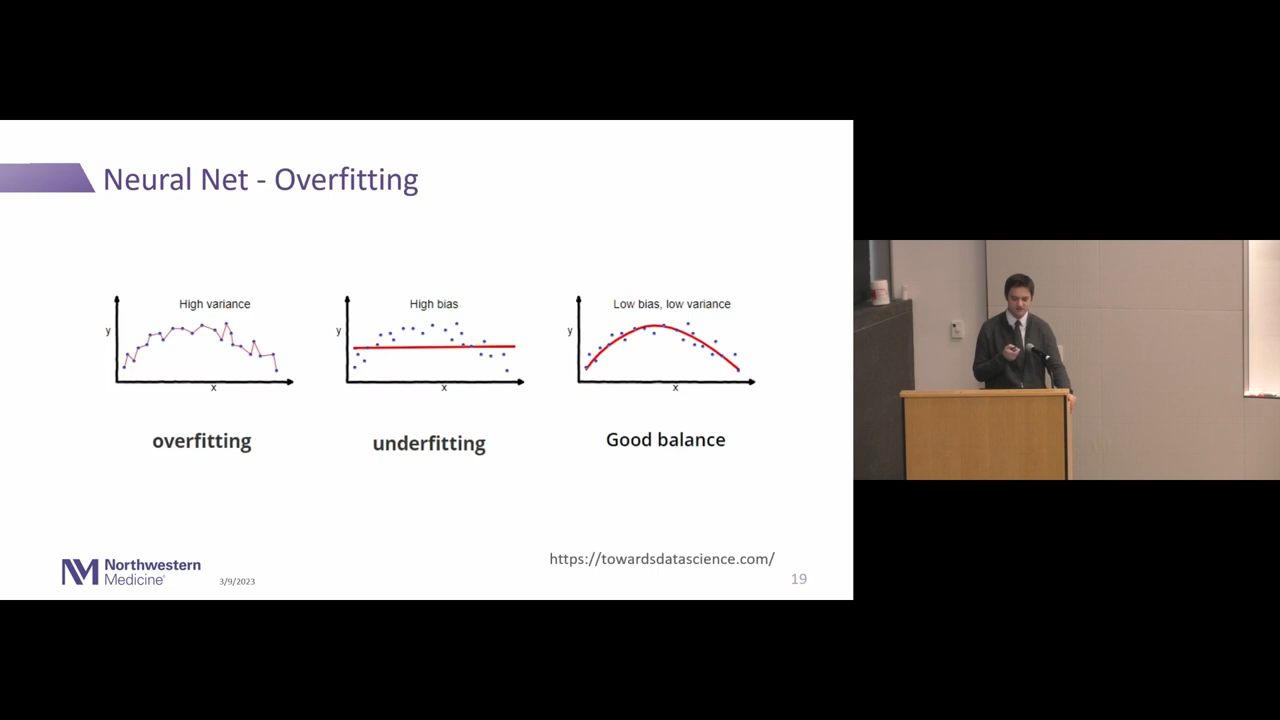 Neural Net - Overfitting
High variance
y
x
overfitting
High bias
y
x
underfitting
Low bias, low variance
y
x
Good balance
https://towardsdatascience.com/
Northwestern
Medicine®
3/9/2023
19